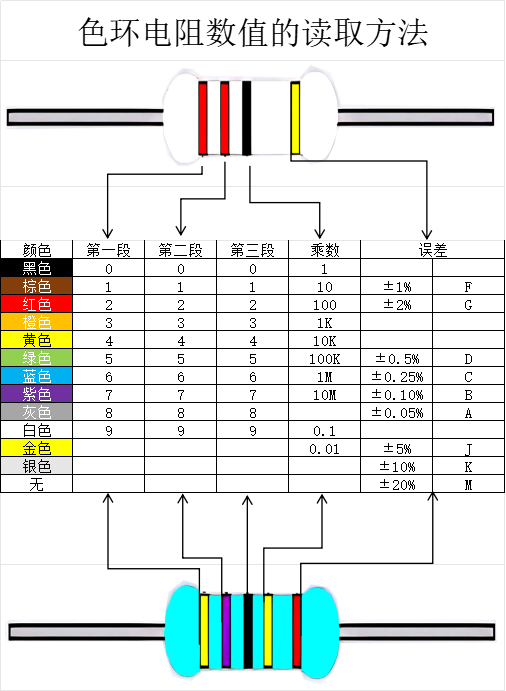 色环电阻数值的读取方法
颜色 第一段 第二段 第三段 乘数 误差
黑色 0 0 0 1
棕色 1 1 1 10 ±1% F
红色 2 2 2 100 ±2% G
橙色 3 3 3 1K
黄色 4 4 4 10K
绿色 5 5 5 100K ±0.5% D
蓝色 6 6 6 1M ±0.25% C
紫色 7 7 7 10M ±0.10% B
灰色 8 8 8 ±0.05% A
白色 9 9 9 0.1
金色 0.01 ±5% J
银色 ±10% K
无 ±20% M